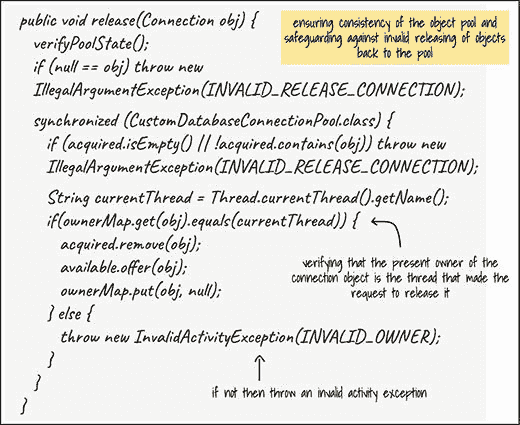 public void release(Connection obj) {
verifyPoolState();
if (null == obj) throw new
IllegalArgumentException(INVALID_RELEASE_CONNECTION);
synchronized (CustomDatabaseConnectionPool.class) {
if (acquired.isEmpty() || !acquired.contains(obj)) throw new
IllegalArgumentException(INVALID_RELEASE_CONNECTION);
String currentThread = Thread.currentThread().getName();
if(ownerMap.get(obj).equals(currentThread)) {
acquired.remove(obj);
available.offer(obj);
ownerMap.put(obj, null);
} else {
throw new InvalidActivityException(INVALID_OWNER);
}
}
}
ensuring consistency of the object pool and
safeguarding against invalid releasing of objects
back to the pool
verifying that the present owner of the
connection object is the thread that made the
request to release it
if not then throw an invalid activity exception